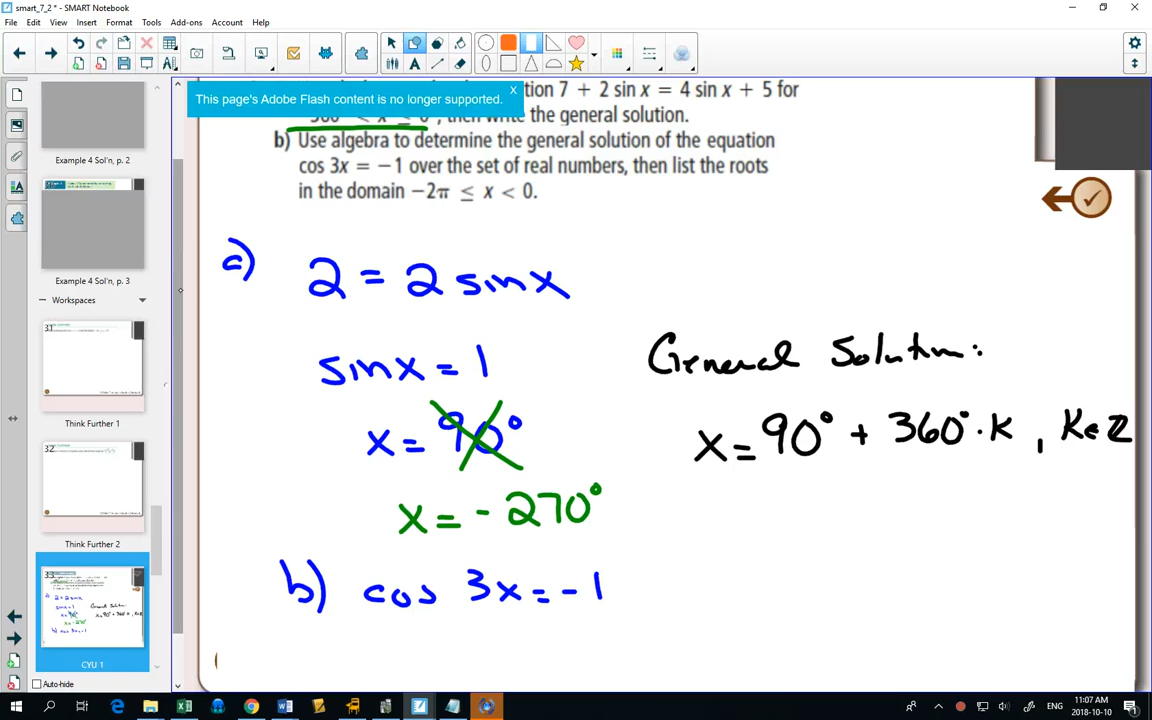 smart_7_2 * - SMART Notebook
File Edit View Insert Format Tools Add-ons Account Help
This page's Adobe Flash content is no longer supported. X
tion 7 + 2 sin x = 4 sin x + 5 for
, then write the general solution.
b) Use algebra to determine the general solution of the equation
cos 3x = −1 over the set of real numbers, then list the roots
in the domain −2π ≤ x < 0.
a) 2 = 2 sinx
sinx = 1
x = 90°
x = -270°
General Solution:
x = 90° + 360°·K , K∈Z
b) cos 3x = -1
Example 4 Sol'n, p. 2
Example 4 Sol'n, p. 3
Workspaces
31
Think Further 1
32
Think Further 2
33
CYU 1
Auto-hide
ENG
11:07 AM
2018-10-10